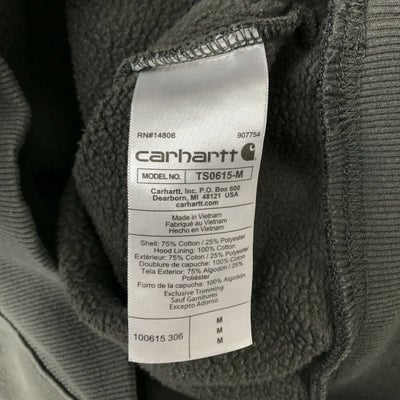 RN#14806 907754
carhartt
MODEL NO. TS0615-M
Carhartt, Inc. P.O. Box 600
Dearborn, MI 48121 USA
carhartt.com
Made in Vietnam
Fabriqué au Vietnam
Hecho en Vietnam
Shell: 75% Cotton / 25% Polyester
Hood Lining: 100% Cotton
Extérieur: 75% Coton / 25% Polyester
Doublure de capuche: 100% Coton
Tela Exterior: 75% Algodón / 25%
Poliéster
Forro de la capucha: 100% Algodón
Exclusive Trimming
Sauf Garnitures
Excepto Adorno
M
100615 306 M
M